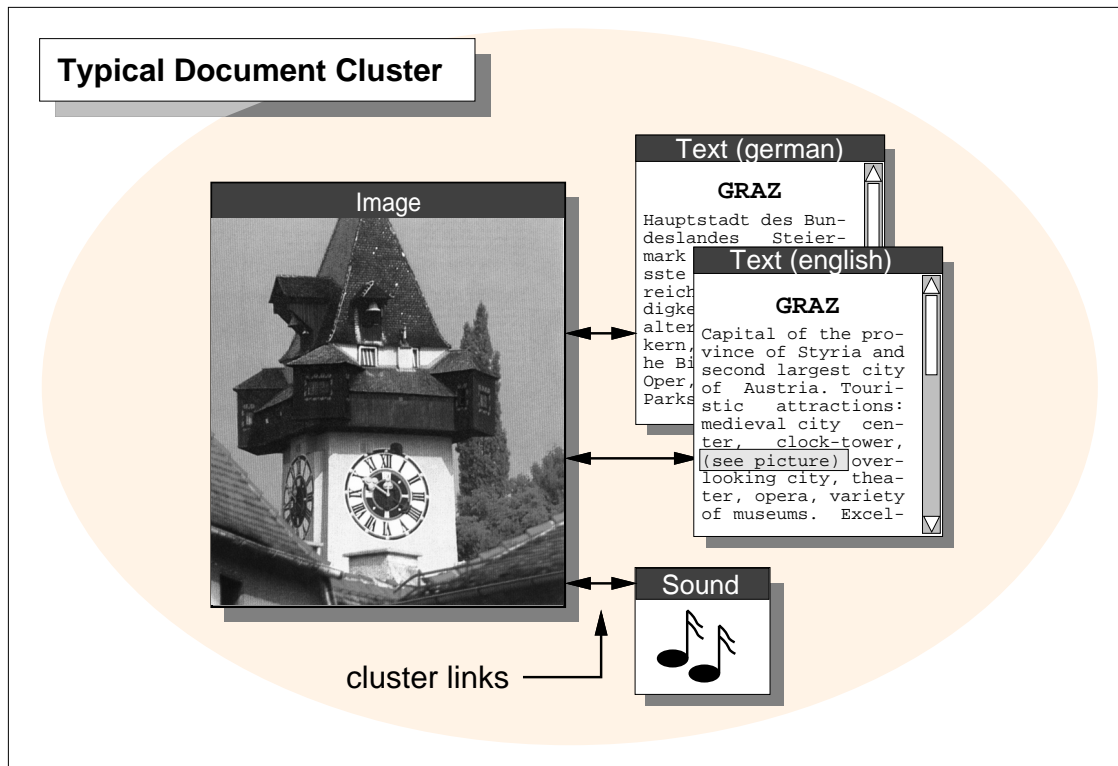 Typical Document Cluster
Image
Text (german)
GRAZ
Hauptstadt des Bun-
deslandes Steier-
mark
sste
reich
digke
alter
kern,
he Bi
Oper,
Parks
Text (english)
GRAZ
Capital of the pro-
vince of Styria and
second largest city
of Austria. Touri-
stic attractions:
medieval city cen-
ter, clock-tower,
(see picture) over-
looking city, thea-
ter, opera, variety
of museums. Excel-
Sound
cluster links